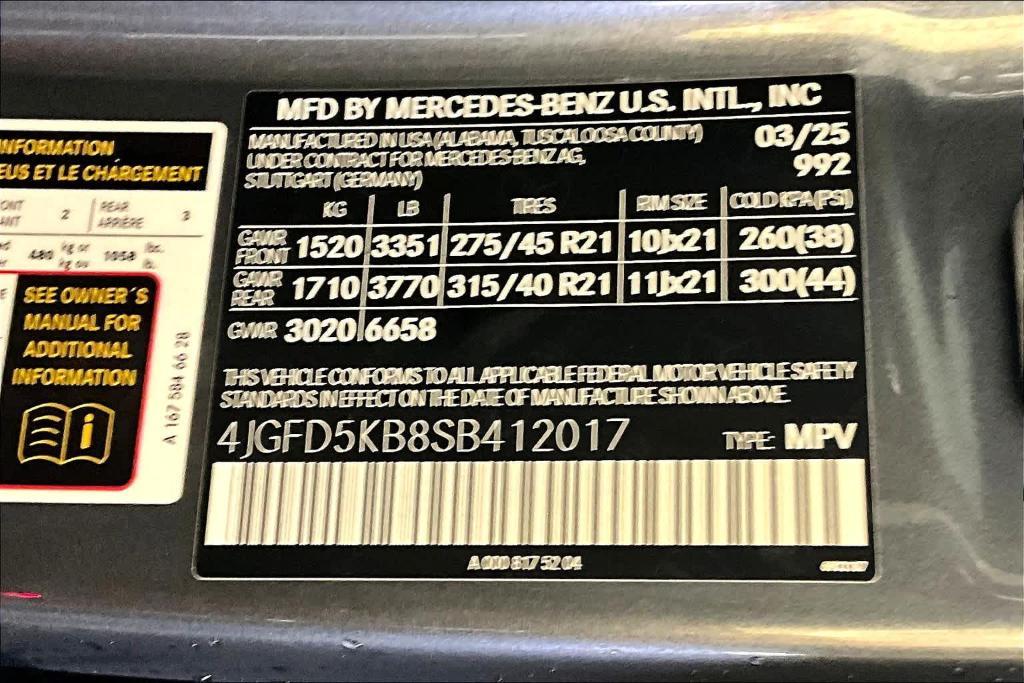 INFORMATION
EUS ET LE CHARGEMENT
ONT 2 REAR 3
ANT ARRIÈRE
480 kg or 1058 lbs.
kg ou lb.
SEE OWNER'S
MANUAL FOR
ADDITIONAL
INFORMATION
i
A 167 584 66 28
MFD BY MERCEDES-BENZ U.S. INTL., INC
MANUFACTURED IN USA (ALABAMA, TUSCALOOSA COUNTY) 03/25
UNDER CONTRACT FOR MERCEDES-BENZ AG, 992
STUTTGART (GERMANY)
KG LB TIRES RIM SIZE COLD KPA(PSI)
GAWR FRONT 1520 3351 275/45 R21 10Jx21 260(38)
GAWR REAR 1710 3770 315/40 R21 11Jx21 300(44)
GVWR 3020 6658
THIS VEHICLE CONFORMS TO ALL APPLICABLE FEDERAL MOTOR VEHICLE SAFETY
STANDARDS IN EFFECT ON THE DATE OF MANUFACTURE SHOWN ABOVE.
4JGFD5KB8SB412017 TYPE: MPV
A 000 817 52 04